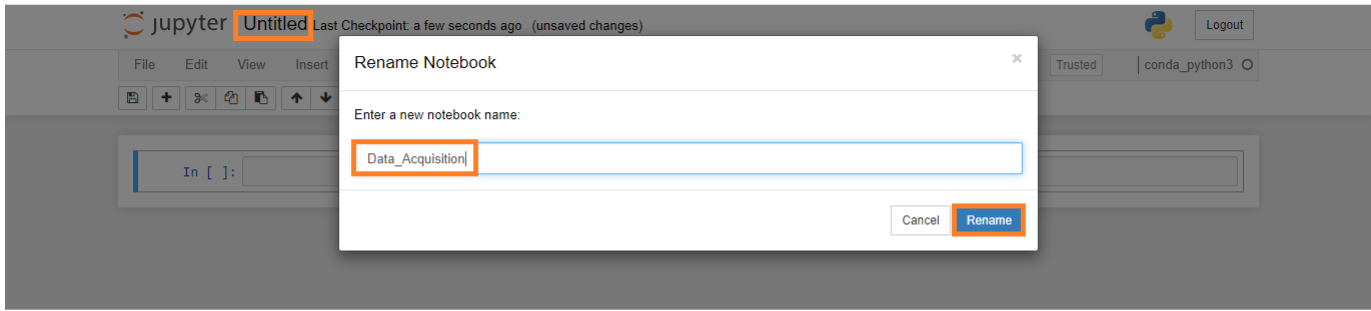 jupyter Untitled Last Checkpoint: a few seconds ago (unsaved changes) Logout
File Edit View Insert Trusted conda_python3
Rename Notebook ×
Enter a new notebook name:
Data_Acquisition
In [ ]:
Cancel Rename